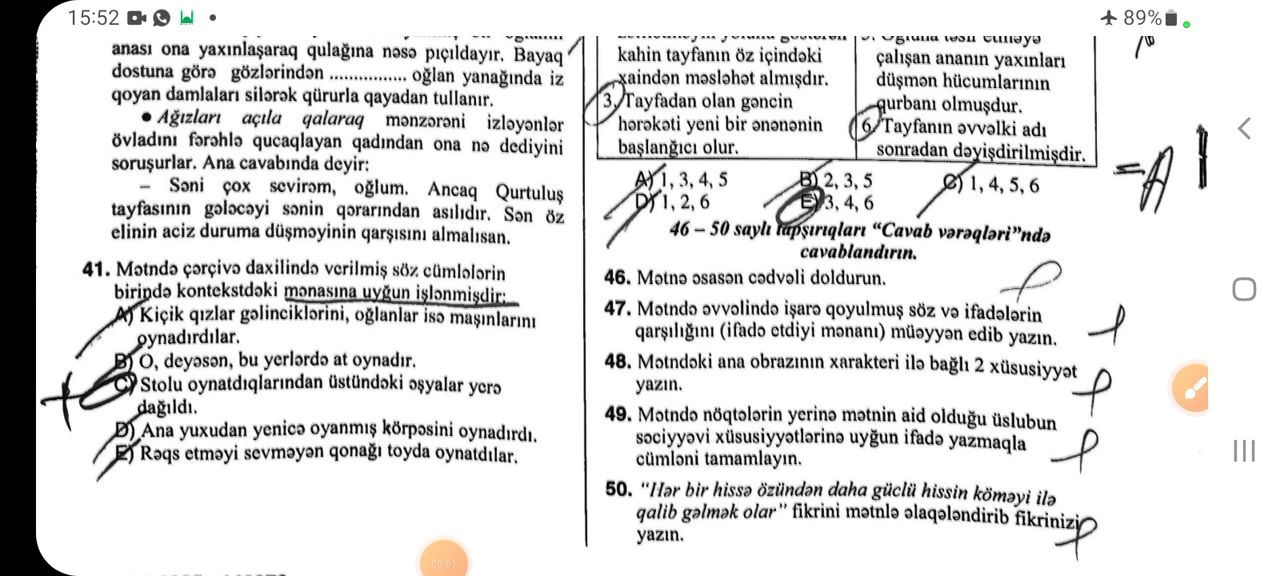 15:52
89%
anası ona yaxınlaşaraq qulağına nəsə pıçıldayır. Bayaq
dostuna görə gözlərindən ................ oğlan yanağında iz
qoyan damlaları silərək qürurla qayadan tullanır.
● Ağızları açıla qalaraq mənzərəni izləyənlər
övladını fərəhlə qucaqlayan qadından ona nə dediyini
soruşurlar. Ana cavabında deyir:
– Səni çox sevirəm, oğlum. Ancaq Qurtuluş
tayfasının gələcəyi sənin qərarından asılıdır. Sən öz
elinin aciz duruma düşməyinin qarşısını almalısan.
41. Mətndə çərçivə daxilində verilmiş söz cümlələrin
birində kontekstdəki mənasına uyğun işlənmişdir:
A) Kiçik qızlar gəlinciklərini, oğlanlar isə maşınlarını
oynadırdılar.
B) O, deyəsən, bu yerlərdə at oynadır.
C) Stolu oynatdıqlarından üstündəki əşyalar yerə
dağıldı.
D) Ana yuxudan yenicə oyanmış körpəsini oynadırdı.
E) Rəqs etməyi sevməyən qonağı toyda oynatdılar.
kahin tayfanın öz içindəki
xaindən məsləhət almışdır.
3. Tayfadan olan gəncin
hərəkəti yeni bir ənənənin
başlanğıcı olur.
çalışan ananın yaxınları
düşmən hücumlarının
qurbanı olmuşdur.
6. Tayfanın əvvəlki adı
sonradan dəyişdirilmişdir.
A) 1, 3, 4, 5 B) 2, 3, 5 C) 1, 4, 5, 6
D) 1, 2, 6 E) 3, 4, 6
= A
46 – 50 saylı tapşırıqları “Cavab vərəqləri”ndə
cavablandırın.
46. Mətnə əsasən cədvəli doldurun.
47. Mətndə əvvəlində işarə qoyulmuş söz və ifadələrin
qarşılığını (ifadə etdiyi mənanı) müəyyən edib yazın.
48. Mətndəki ana obrazının xarakteri ilə bağlı 2 xüsusiyyət
yazın.
49. Mətndə nöqtələrin yerinə mətnin aid olduğu üslubun
səciyyəvi xüsusiyyətlərinə uyğun ifadə yazmaqla
cümləni tamamlayın.
50. “Hər bir hissə özündən daha güclü hissin köməyi ilə
qalib gəlmək olar” fikrini mətnlə əlaqələndirib fikrinizi
yazın.
08:01